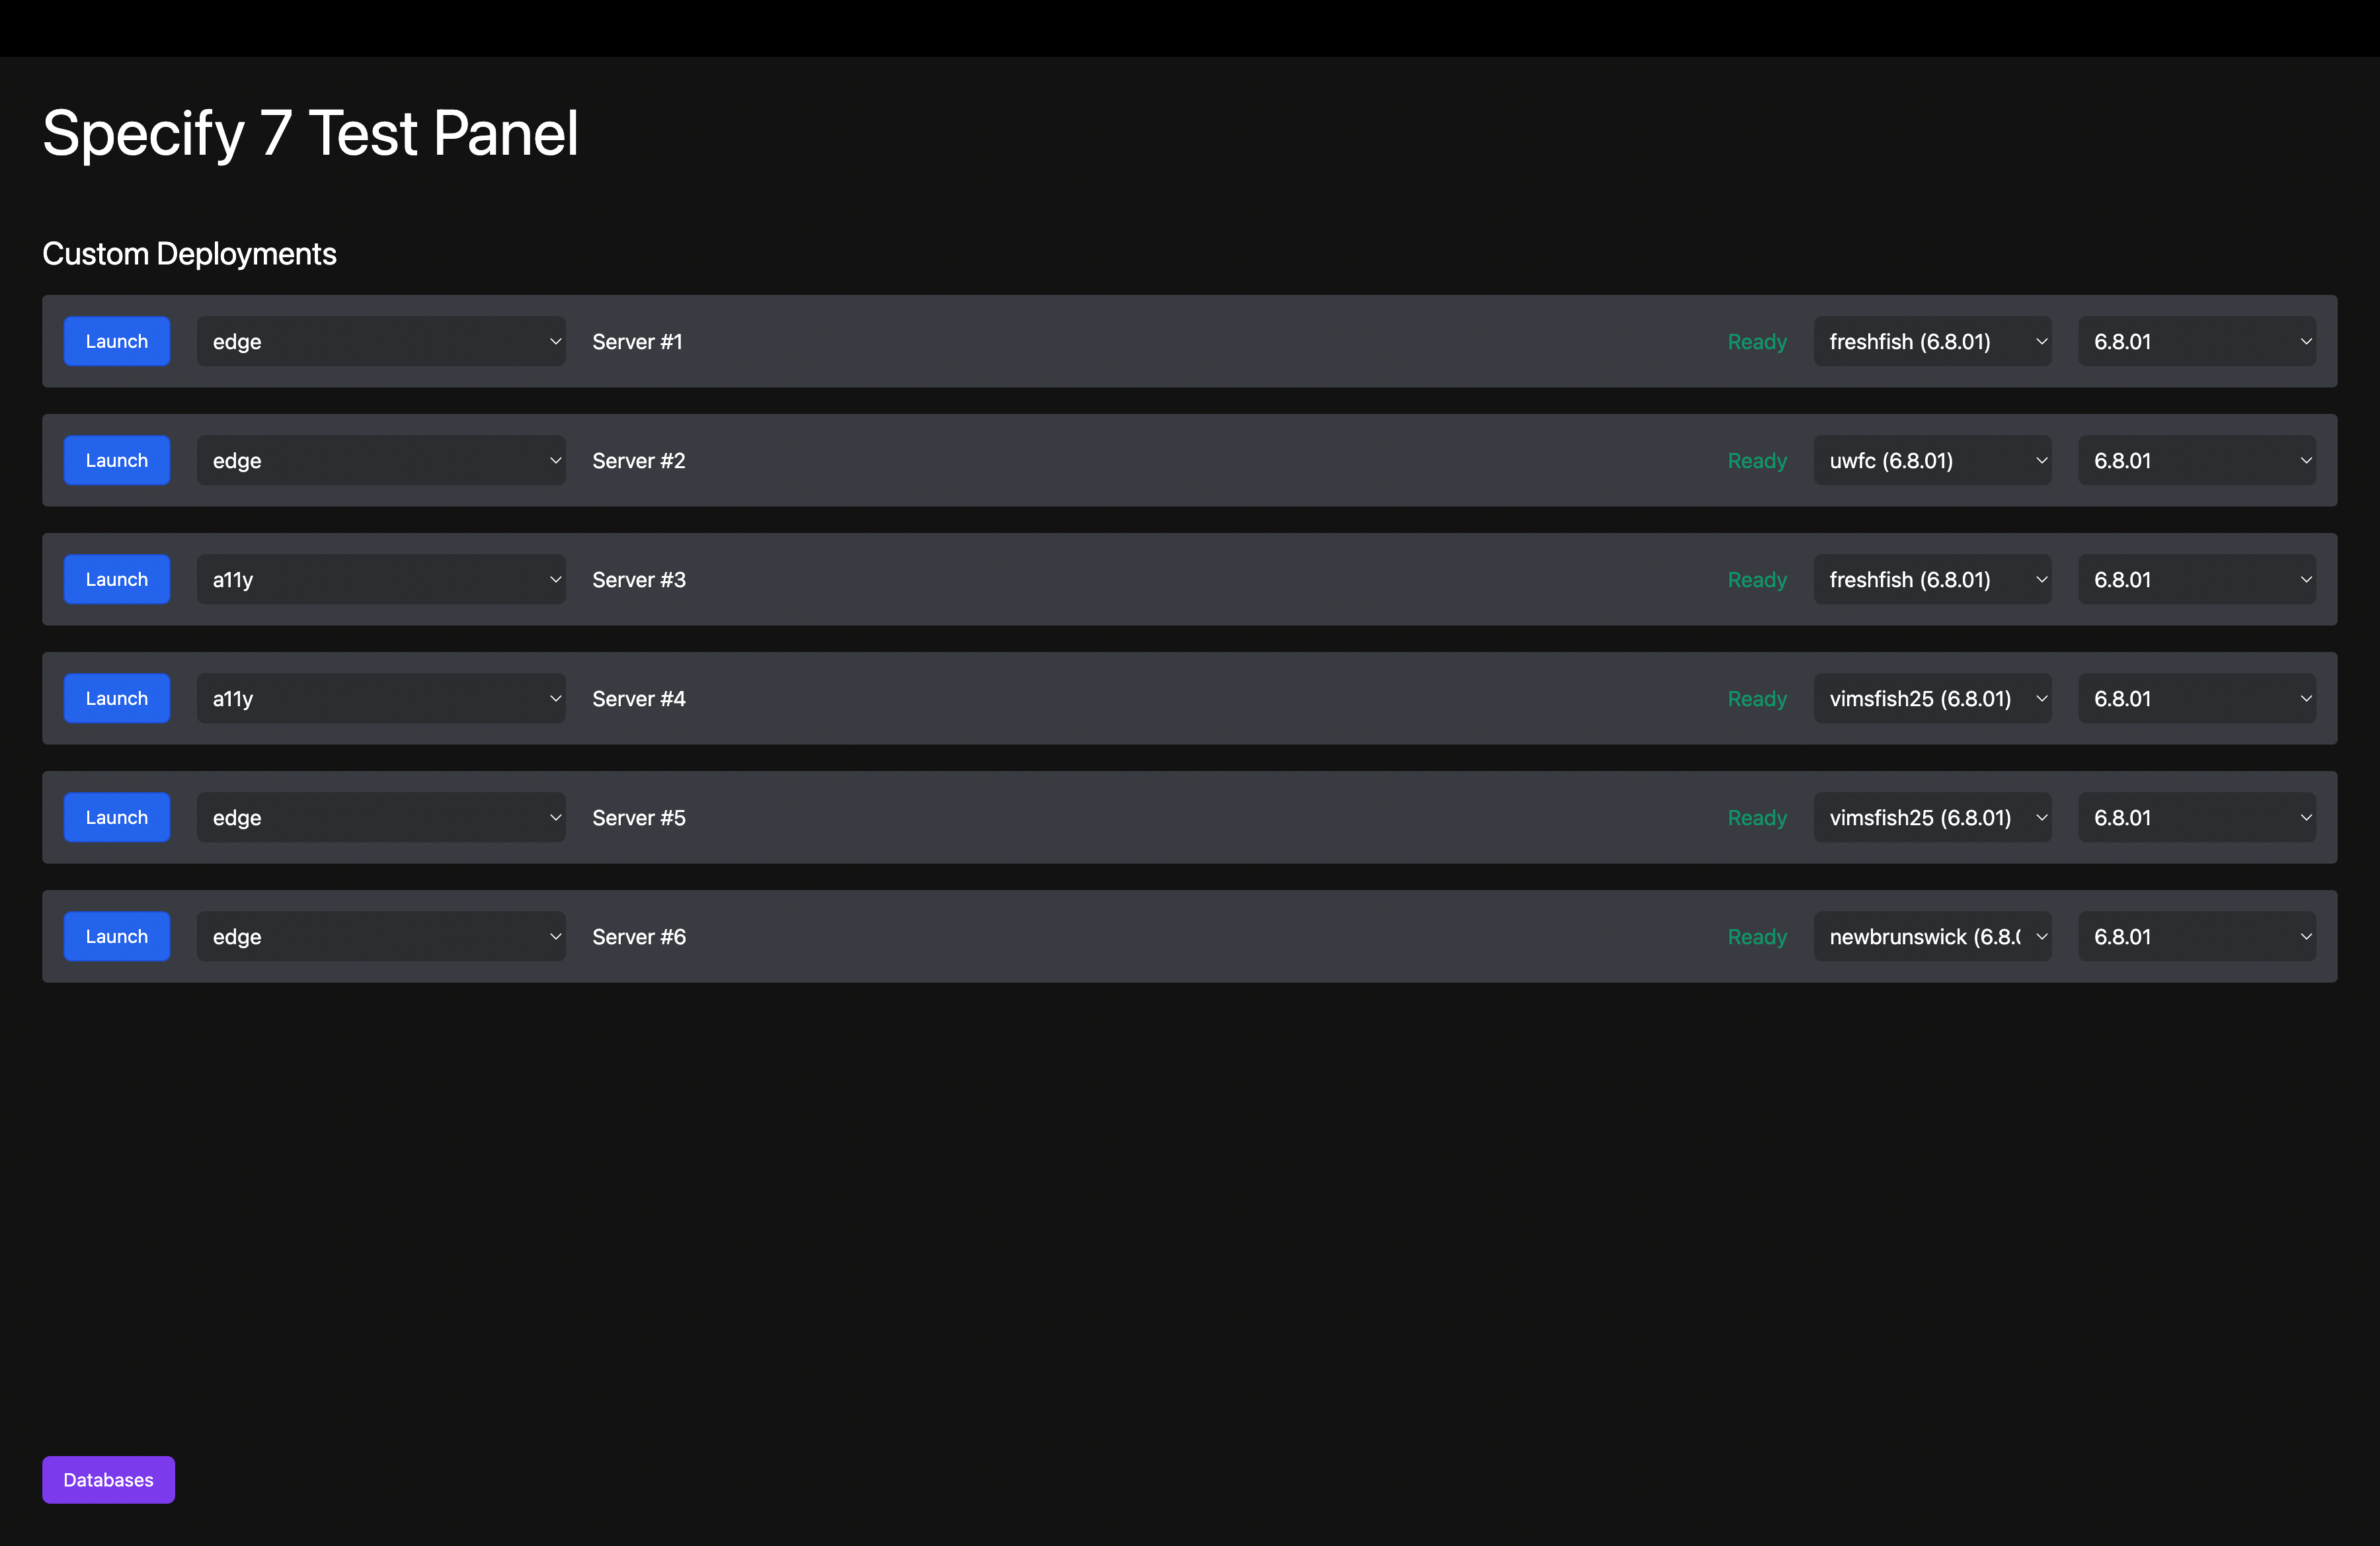 Specify 7 Test Panel
Custom Deployments
Launch edge Server #1 Ready freshfish (6.8.01) 6.8.01
Launch edge Server #2 Ready uwfc (6.8.01) 6.8.01
Launch a11y Server #3 Ready freshfish (6.8.01) 6.8.01
Launch a11y Server #4 Ready vimsfish25 (6.8.01) 6.8.01
Launch edge Server #5 Ready vimsfish25 (6.8.01) 6.8.01
Launch edge Server #6 Ready newbrunswick (6.8. 6.8.01
Databases